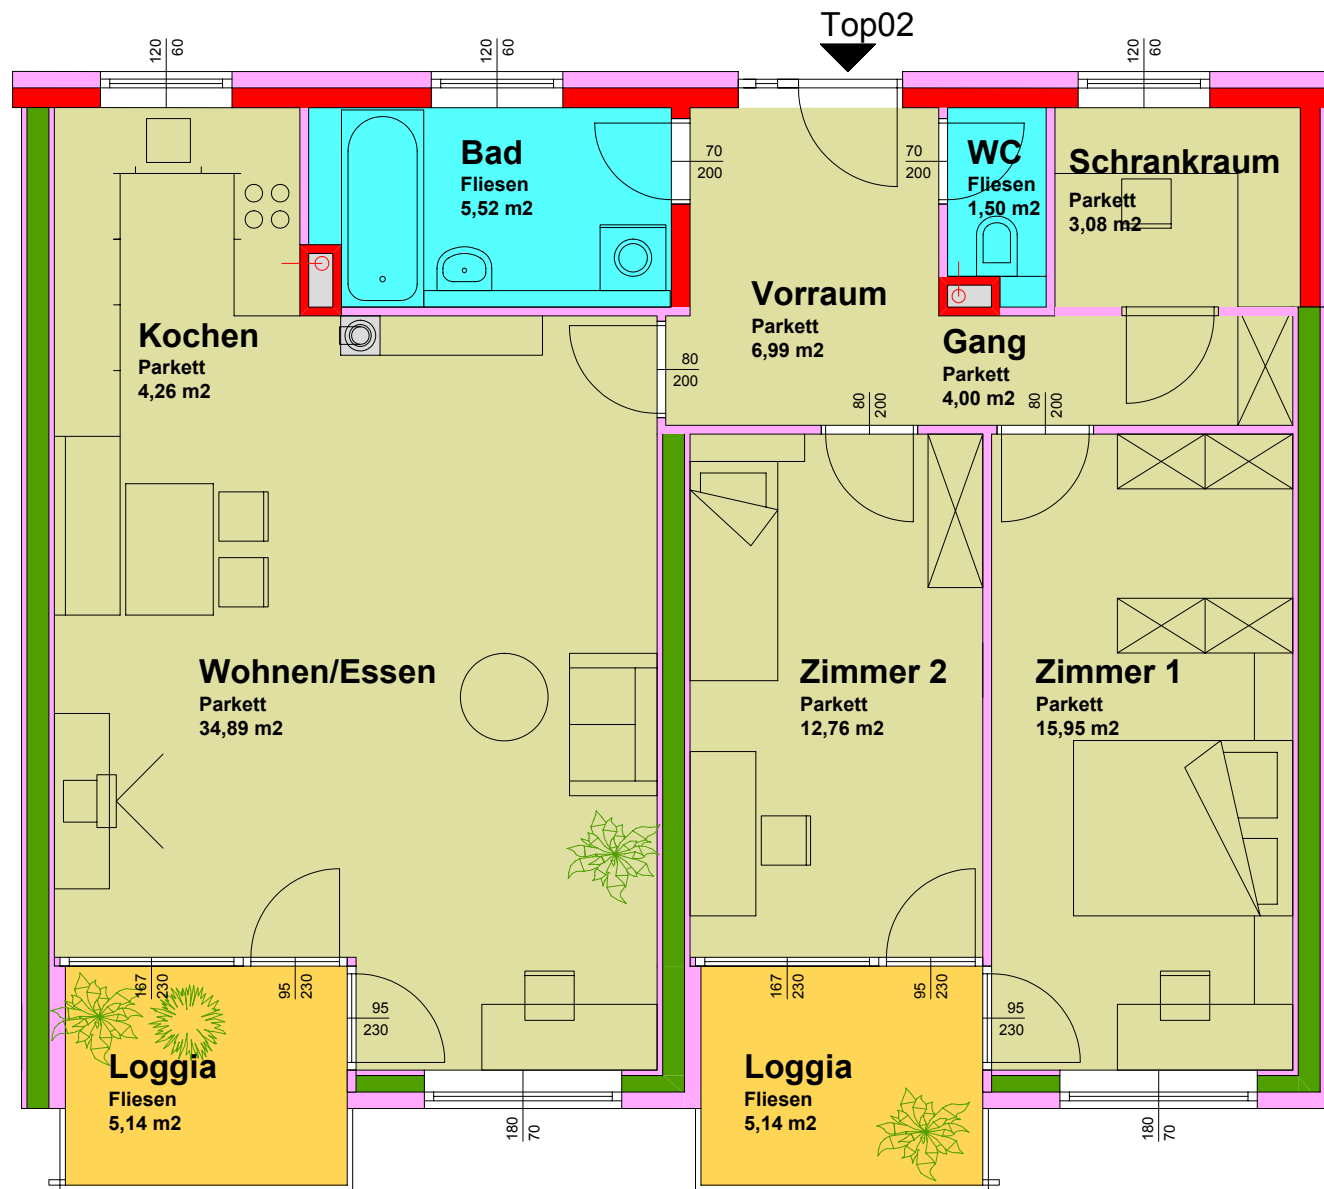 Top02
120
60
120
60
120
60
Bad
Fliesen
5,52 m2
70
200
70
200
WC
Fliesen
1,50 m2
Schrankraum
Parkett
3,08 m2
Kochen
Parkett
4,26 m2
Vorraum
Parkett
6,99 m2
Gang
Parkett
4,00 m2
80
200
80
200
80
200
Wohnen/Essen
Parkett
34,89 m2
Zimmer 2
Parkett
12,76 m2
Zimmer 1
Parkett
15,95 m2
167
230
95
230
95
230
167
230
95
230
95
230
Loggia
Fliesen
5,14 m2
Loggia
Fliesen
5,14 m2
180
70
180
70